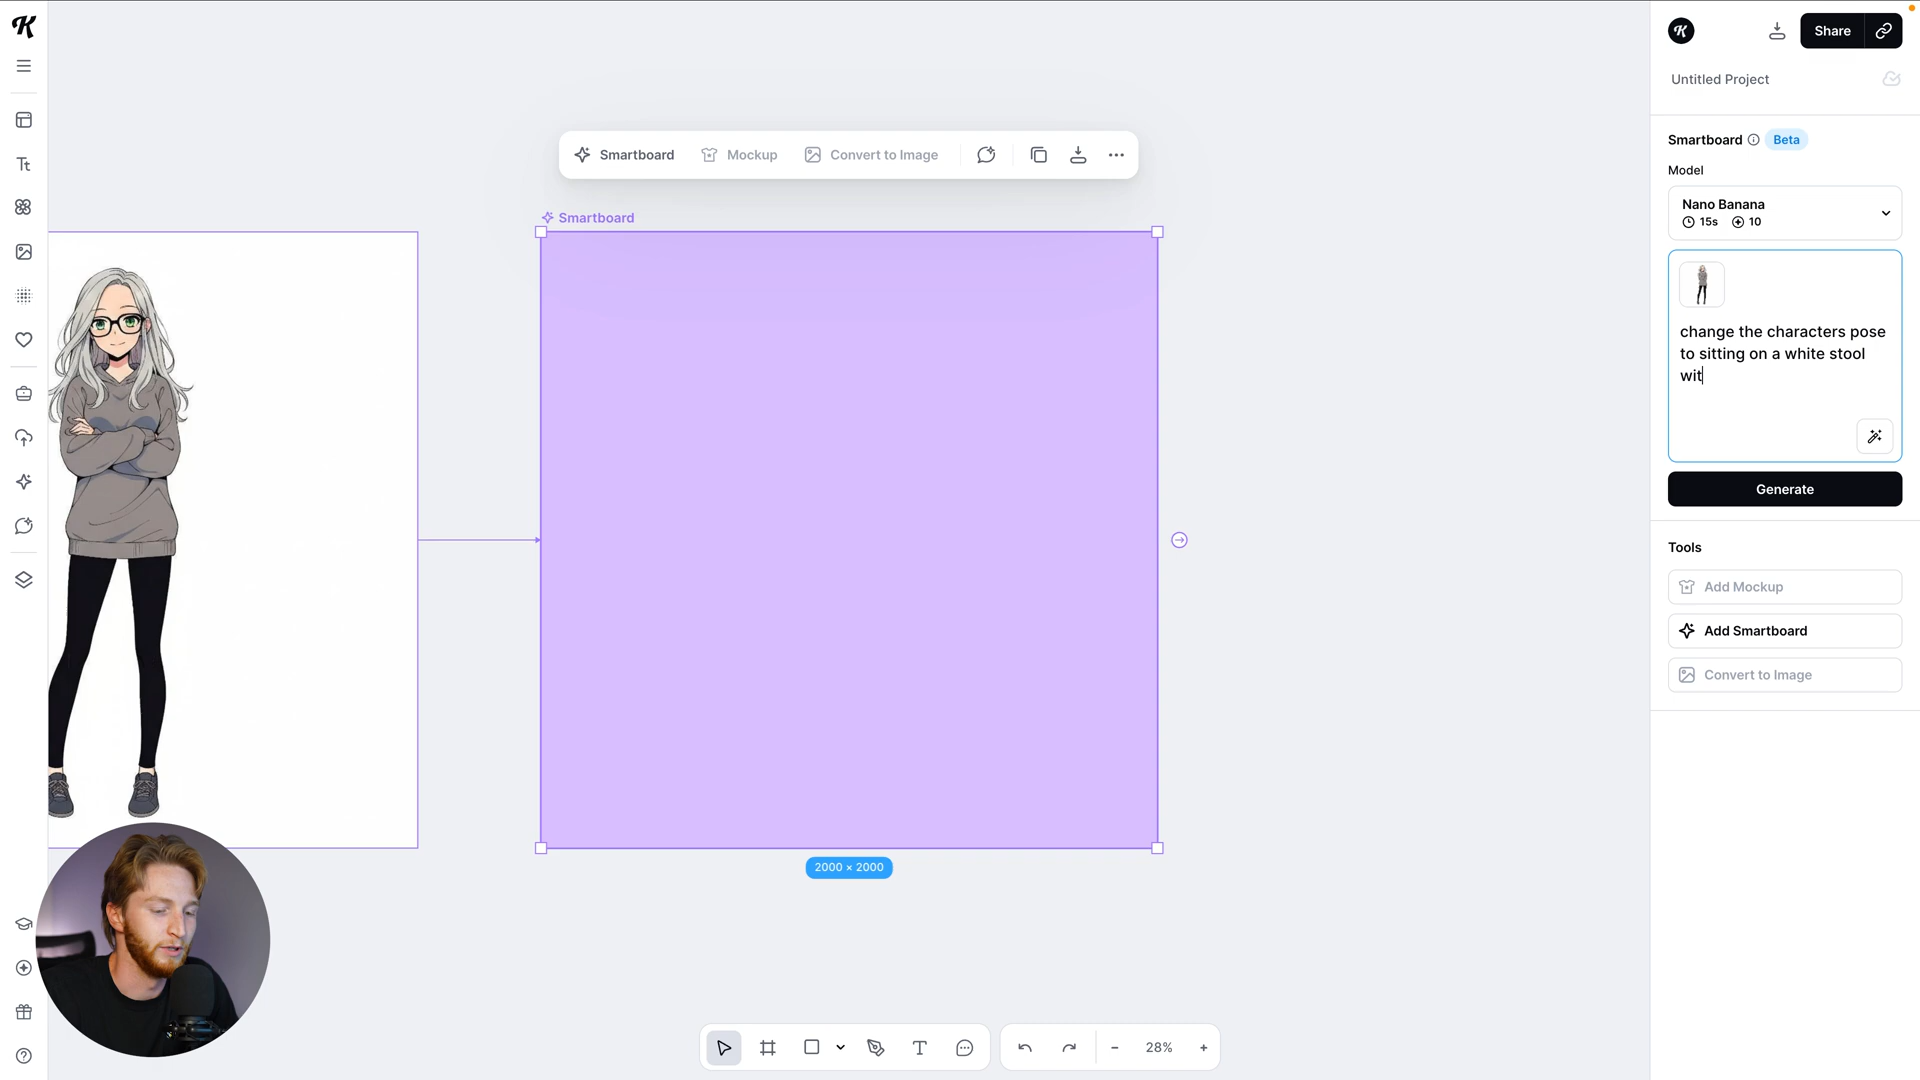 Share
Untitled Project
Smartboard
Mockup
Convert to Image
Smartboard
Beta
Model
Nano Banana
15s
10
Smartboard
change the characters pose
to sitting on a white stool
wit
Generate
Tools
Add Mockup
Add Smartboard
Convert to Image
2000 × 2000
Tt
K
K
T
28%